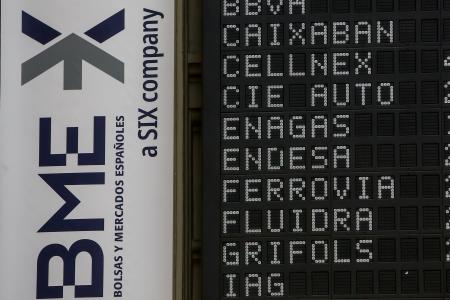 BME
BOLSAS Y MERCADOS ESPAÑOLES
a SIX company
BBVA
CAIXABAN
CELLNEX
CIE AUTO
ENAGAS
ENDESA
FERROVIA
FLUIDRA
GRIFOLS
IAG